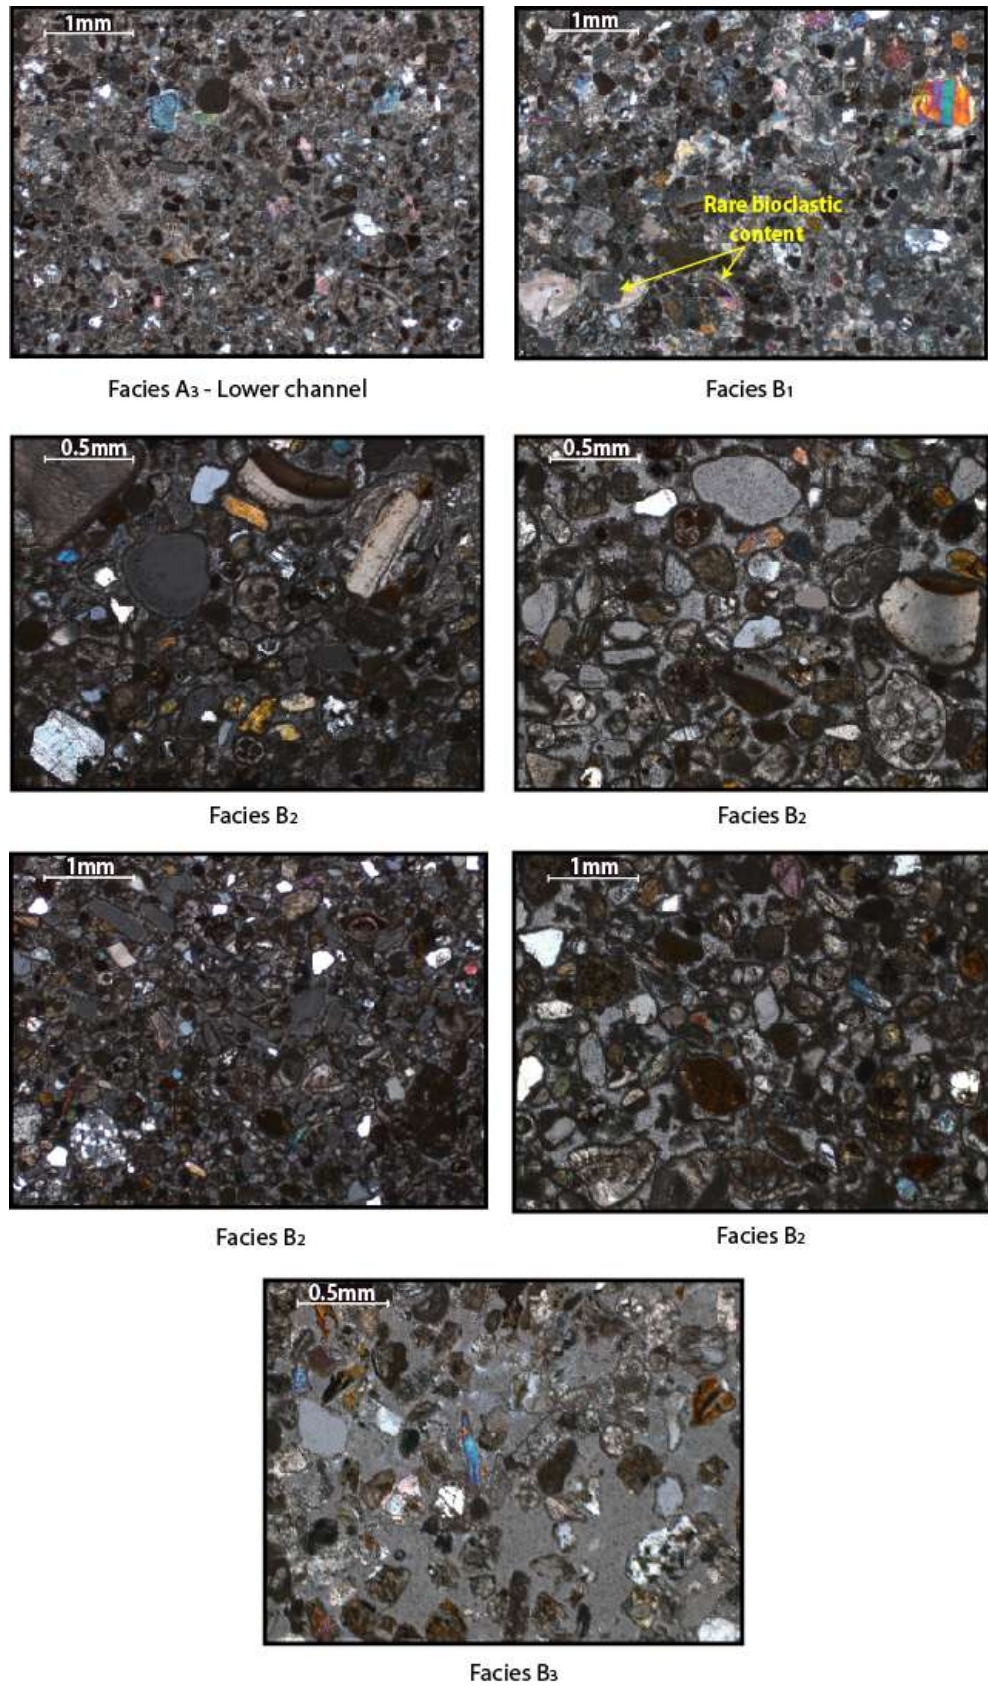 1mm
1mm
Rare bioclastic
content
Facies A₃ - Lower channel
Facies B₁
0.5mm
0.5mm
Facies B₂
Facies B₂
1mm
1mm
Facies B₂
Facies B₂
0.5mm
Facies B₃